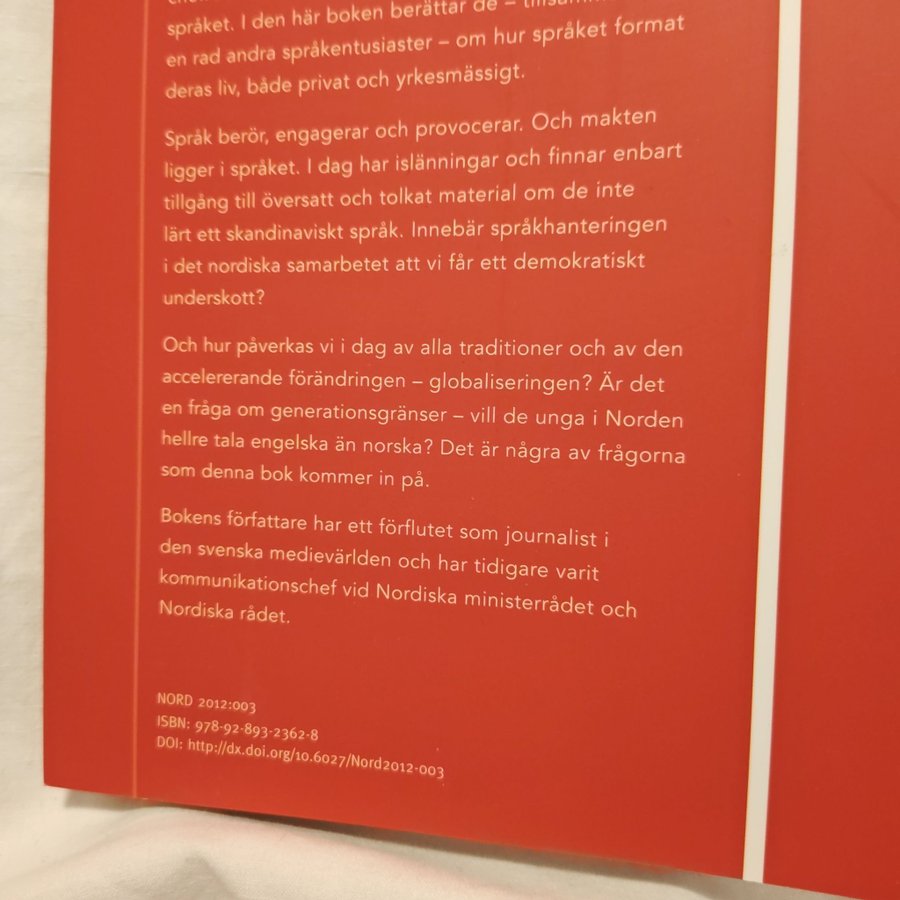 språket. I den här boken berättar de –
en rad andra språkentusiaster – om hur språket format
deras liv, både privat och yrkesmässigt.
Språk berör, engagerar och provocerar. Och makten
ligger i språket. I dag har islänningar och finnar enbart
tillgång till översatt och tolkat material om de inte
lärt ett skandinaviskt språk. Innebär språkhanteringen
i det nordiska samarbetet att vi får ett demokratiskt
underskott?
Och hur påverkas vi i dag av alla traditioner och av den
accelererande förändringen – globaliseringen? Är det
en fråga om generationsgränser – vill de unga i Norden
hellre tala engelska än norska? Det är några av frågorna
som denna bok kommer in på.
Bokens författare har ett förflutet som journalist i
den svenska medievärlden och har tidigare varit
kommunikationschef vid Nordiska ministerrådet och
Nordiska rådet.
NORD 2012:003
ISBN: 978-92-893-2362-8
DOI: http://dx.doi.org/10.6027/Nord2012-003